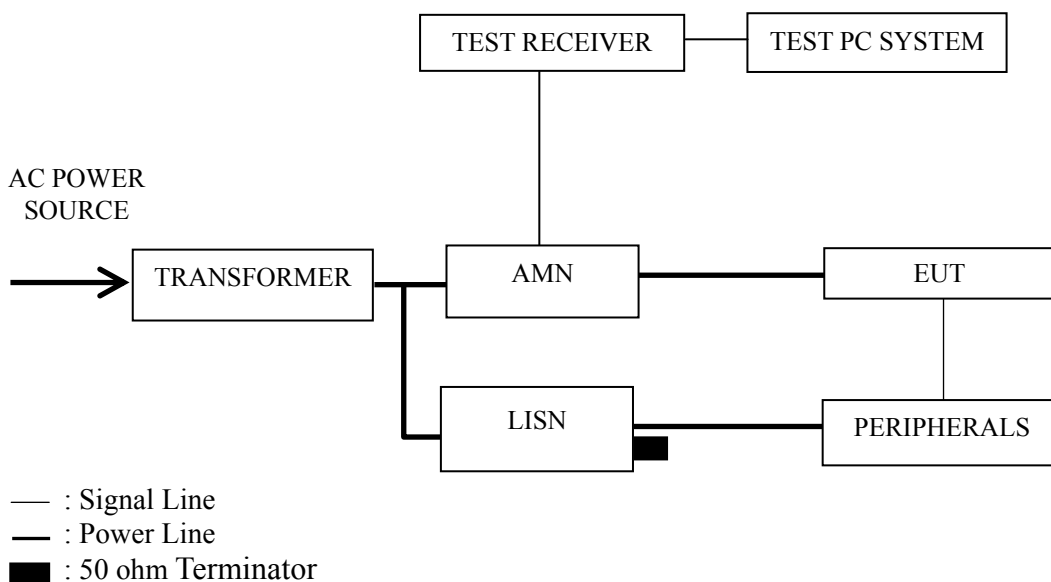 TEST RECEIVER
TEST PC SYSTEM
AC POWER
SOURCE
TRANSFORMER
AMN
EUT
LISN
PERIPHERALS
: Signal Line
: Power Line
: 50 ohm Terminator